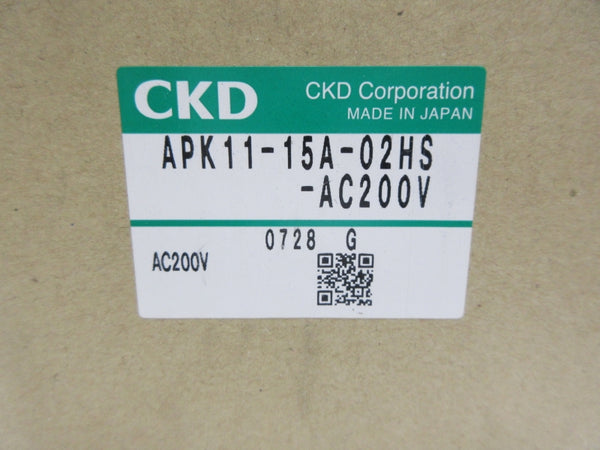 CKD CKD Corporation
MADE IN JAPAN
APK11-15A-02HS
-AC200V
0728 G
AC200V